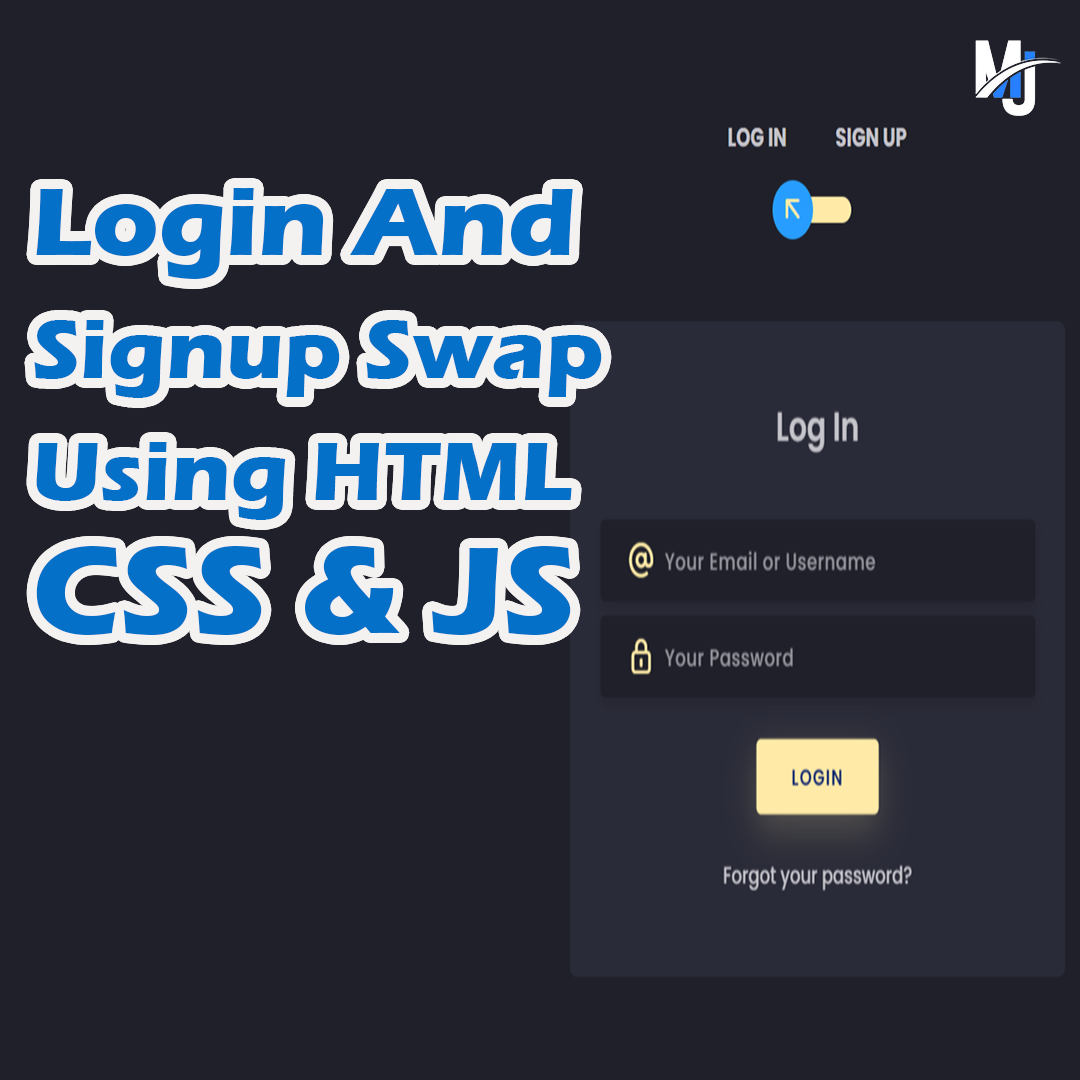 MJ
LOG IN SIGN UP
Login And
Signup Swap
Using HTML
CSS & JS
Log In
@ Your Email or Username
Your Password
LOGIN
Forgot your password?